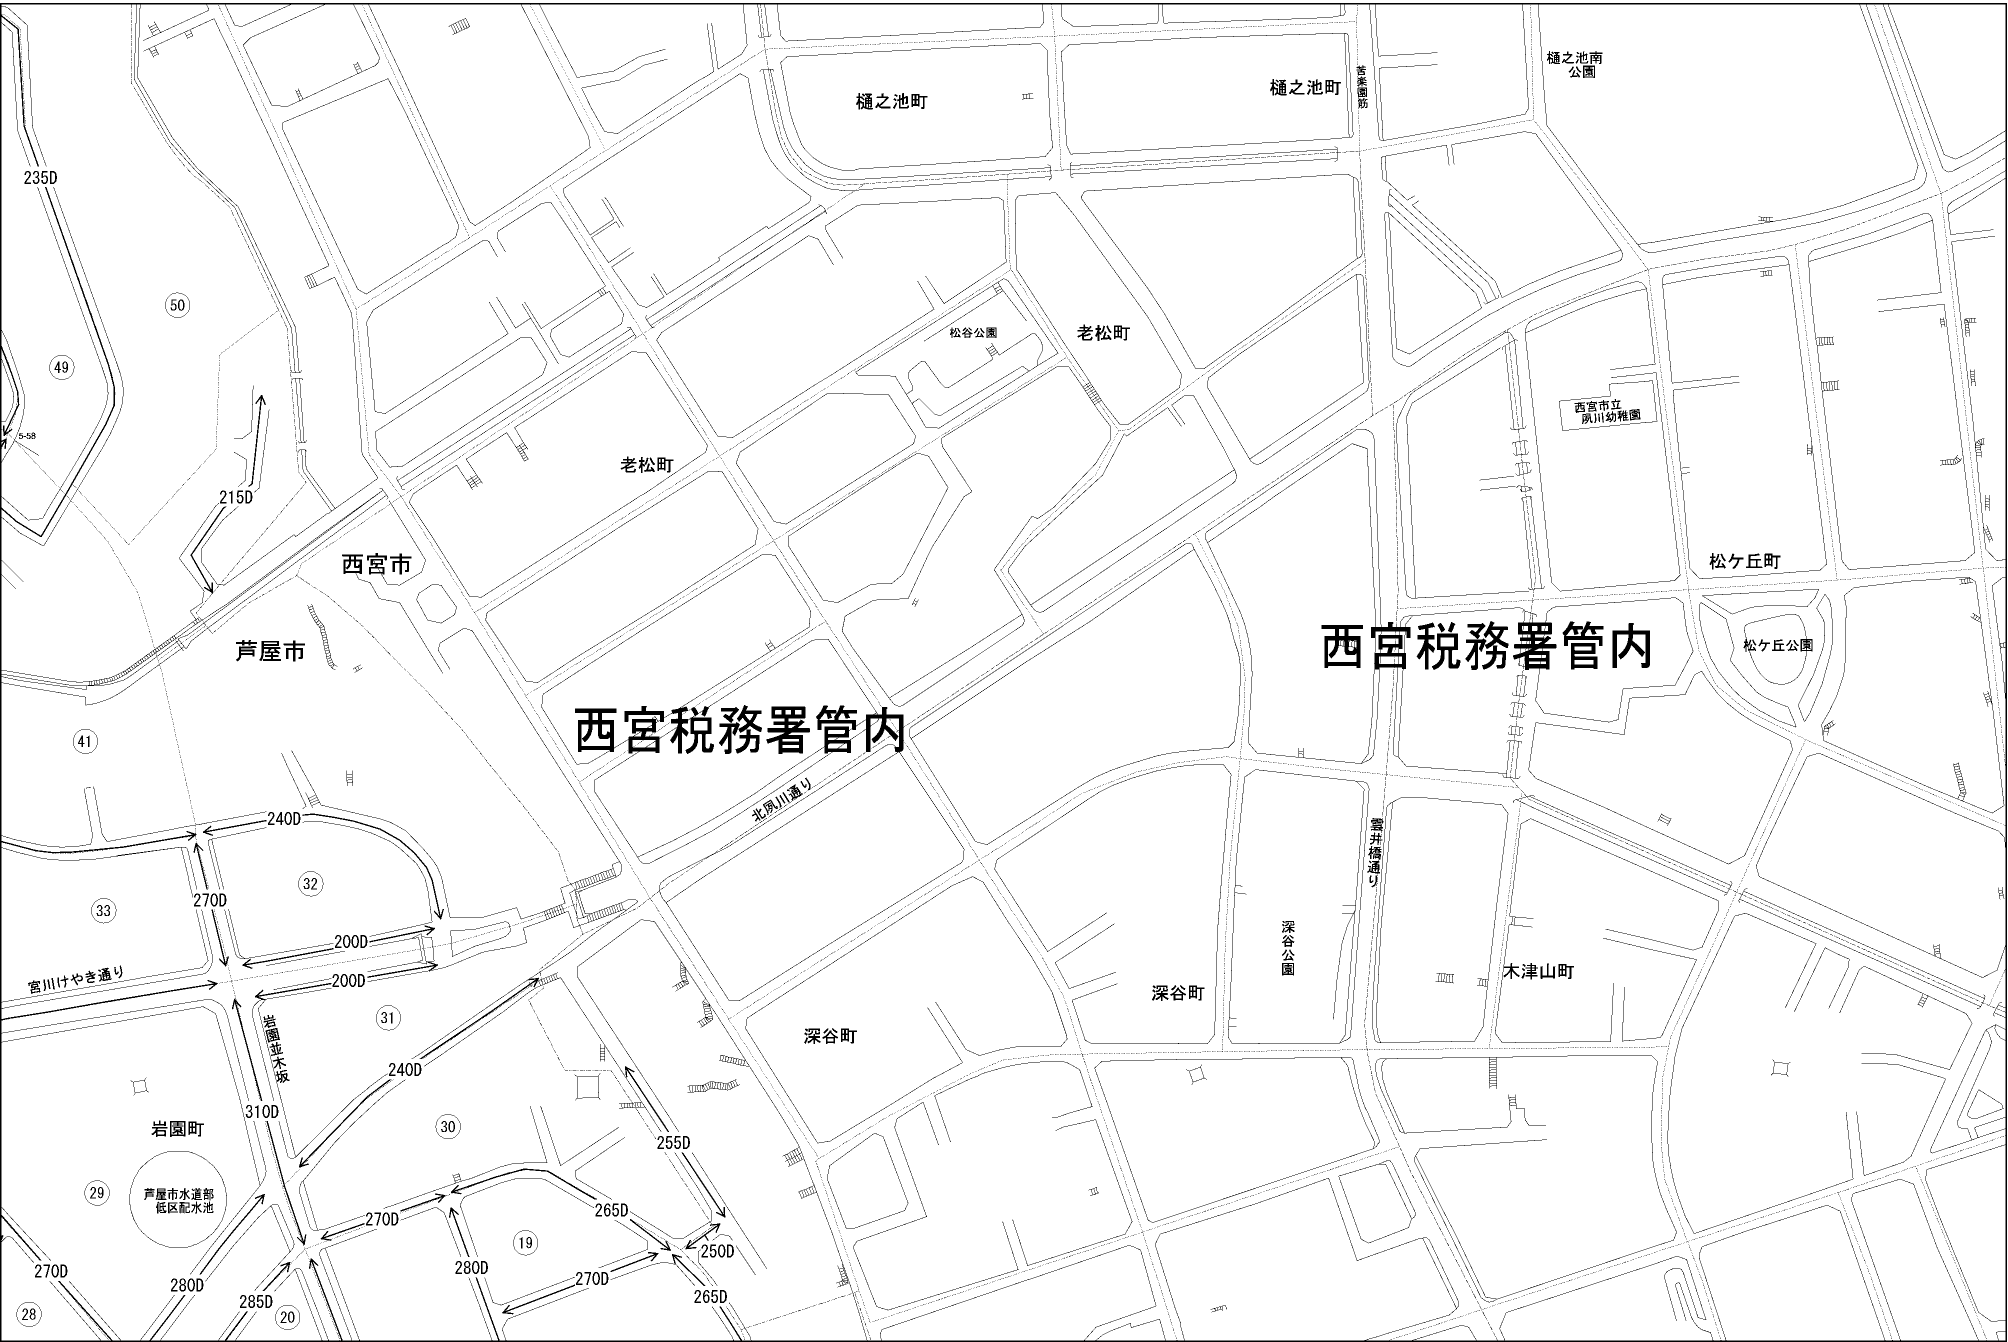 樋之池南
公園
苦楽園筋
樋之池町
樋之池町
235D
50
松谷公園
老松町
49
西宮市立
夙川幼稚園
5-58
老松町
215D
西宮市
松ケ丘町
芦屋市
西宮税務署管内
松ケ丘公園
西宮税務署管内
41
北夙川通り
240D
雲井橋通り
32
270D
33
200D
深谷公園
宮川けやき通り
200D
木津山町
深谷町
31
岩園並木坂
深谷町
240D
310D
岩園町
30
255D
29
芦屋市水道部
低区配水池
270D
265D
19
250D
270D
280D
280D
270D
265D
285D
28
20